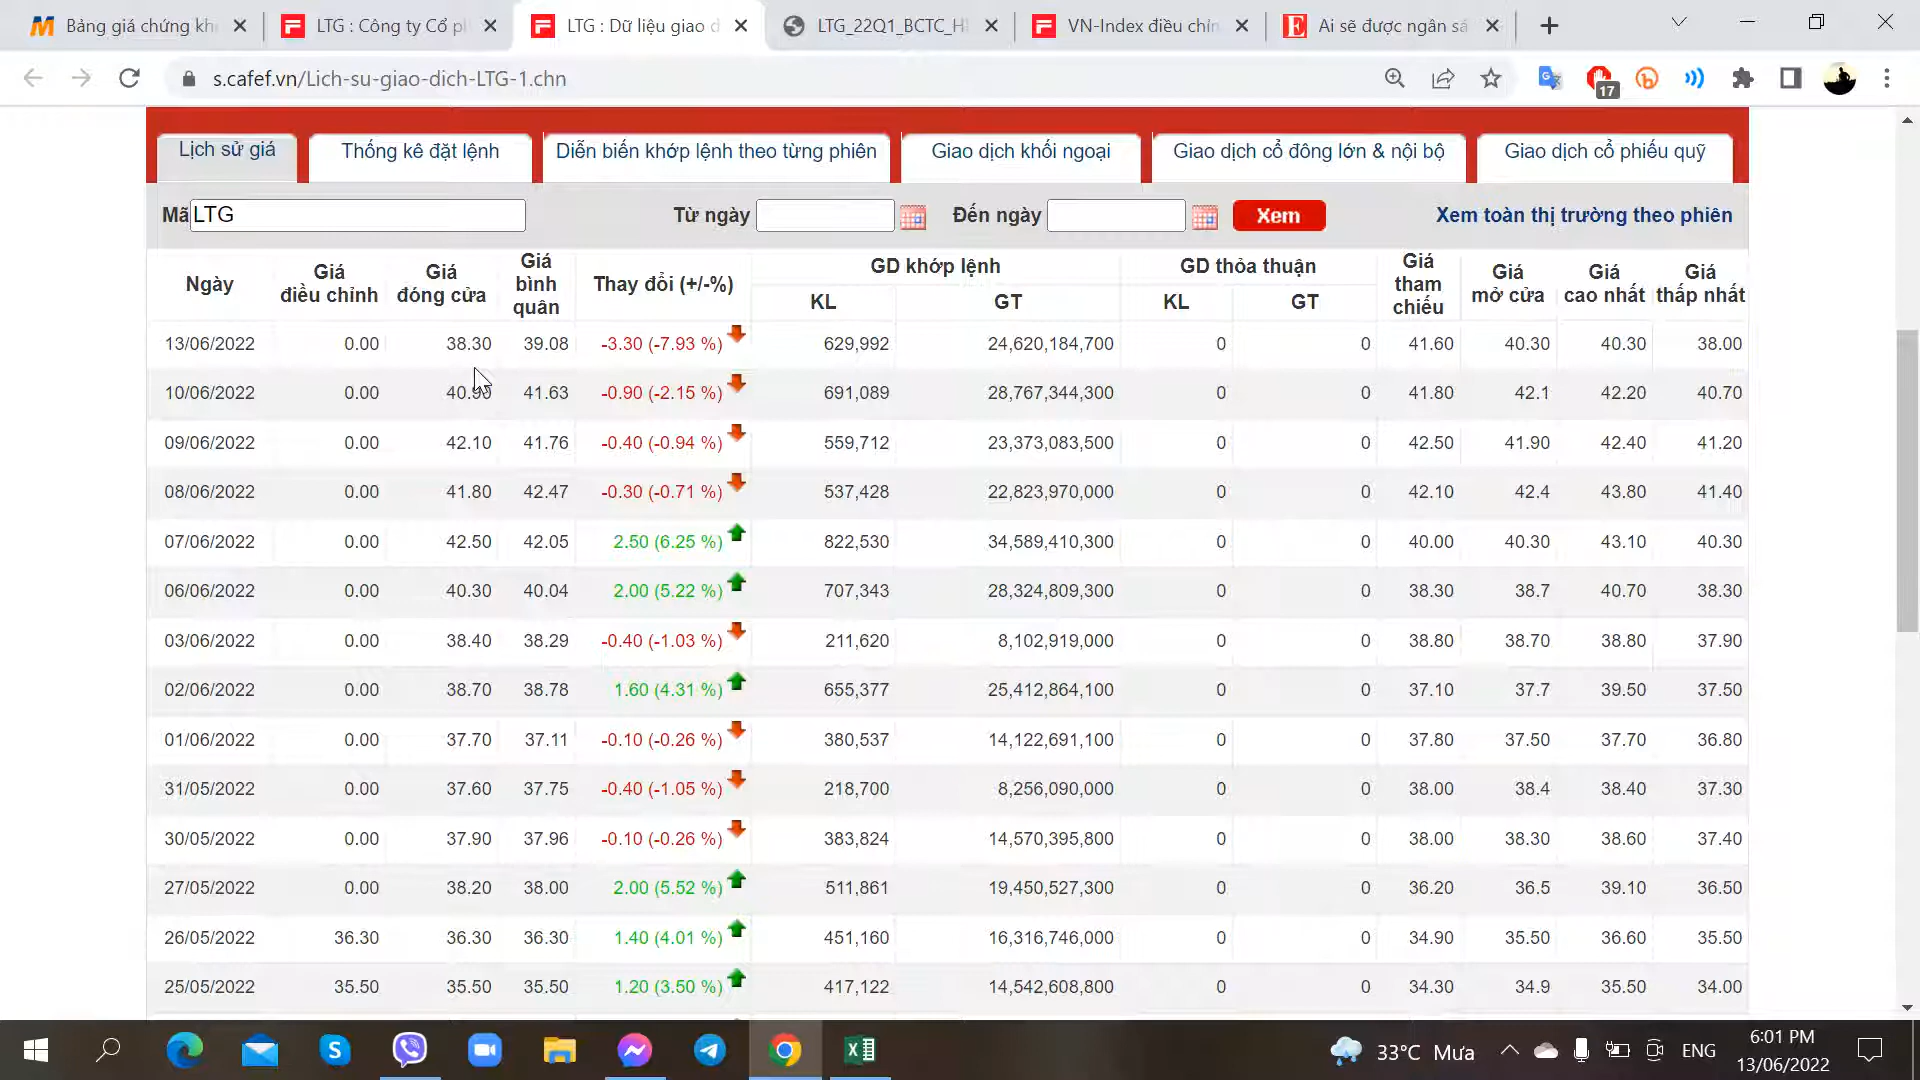 Bảng giá chứng kh
LTG : Công ty Cổ p
LTG : Dữ liệu giao d
LTG_22Q1_BCTC_H
VN-Index điều chỉn
Ai sẽ được ngân sá
s.cafef.vn/Lich-su-giao-dich-LTG-1.chn
17
Lịch sử giá
Thống kê đặt lệnh
Diễn biến khớp lệnh theo từng phiên
Giao dịch khối ngoại
Giao dịch cổ đông lớn & nội bộ
Giao dịch cổ phiếu quỹ
Mã LTG
Từ ngày
Đến ngày
Xem
Xem toàn thị trường theo phiên
Ngày
Giá
điều chỉnh
Giá
đóng cửa
Giá
bình
quân
Thay đổi (+/-%)
GD khớp lệnh
KL GT
GD thỏa thuận
KL GT
Giá
tham
chiếu
Giá
mở cửa
Giá
cao nhất
Giá
thấp nhất
13/06/2022 0.00 38.30 39.08 -3.30 (-7.93 %) 629,992 24,620,184,700 0 0 41.60 40.30 40.30 38.00
10/06/2022 0.00 40.90 41.63 -0.90 (-2.15 %) 691,089 28,767,344,300 0 0 41.80 42.1 42.20 40.70
09/06/2022 0.00 42.10 41.76 -0.40 (-0.94 %) 559,712 23,373,083,500 0 0 42.50 41.90 42.40 41.20
08/06/2022 0.00 41.80 42.47 -0.30 (-0.71 %) 537,428 22,823,970,000 0 0 42.10 42.4 43.80 41.40
07/06/2022 0.00 42.50 42.05 2.50 (6.25 %) 822,530 34,589,410,300 0 0 40.00 40.30 43.10 40.30
06/06/2022 0.00 40.30 40.04 2.00 (5.22 %) 707,343 28,324,809,300 0 0 38.30 38.7 40.70 38.30
03/06/2022 0.00 38.40 38.29 -0.40 (-1.03 %) 211,620 8,102,919,000 0 0 38.80 38.70 38.80 37.90
02/06/2022 0.00 38.70 38.78 1.60 (4.31 %) 655,377 25,412,864,100 0 0 37.10 37.7 39.50 37.50
01/06/2022 0.00 37.70 37.11 -0.10 (-0.26 %) 380,537 14,122,691,100 0 0 37.80 37.50 37.70 36.80
31/05/2022 0.00 37.60 37.75 -0.40 (-1.05 %) 218,700 8,256,090,000 0 0 38.00 38.4 38.40 37.30
30/05/2022 0.00 37.90 37.96 -0.10 (-0.26 %) 383,824 14,570,395,800 0 0 38.00 38.30 38.60 37.40
27/05/2022 0.00 38.20 38.00 2.00 (5.52 %) 511,861 19,450,527,300 0 0 36.20 36.5 39.10 36.50
26/05/2022 36.30 36.30 36.30 1.40 (4.01 %) 451,160 16,316,746,000 0 0 34.90 35.50 36.60 35.50
25/05/2022 35.50 35.50 35.50 1.20 (3.50 %) 417,122 14,542,608,800 0 0 34.30 34.9 35.50 34.00
33°C Mưa
ENG
6:01 PM
13/06/2022